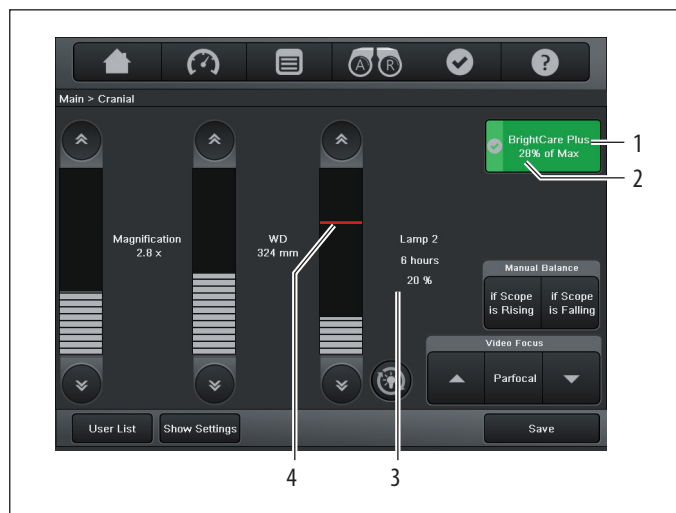 A R
?
Main > Cranial
BrightCare Plus
28% of Max
1
2
Magnification
2.8 x
WD
324 mm
Lamp 2
6 hours
20 %
Manual Balance
if Scope
is Rising
if Scope
is Falling
Video Focus
Parfocal
User List
Show Settings
Save
4
3